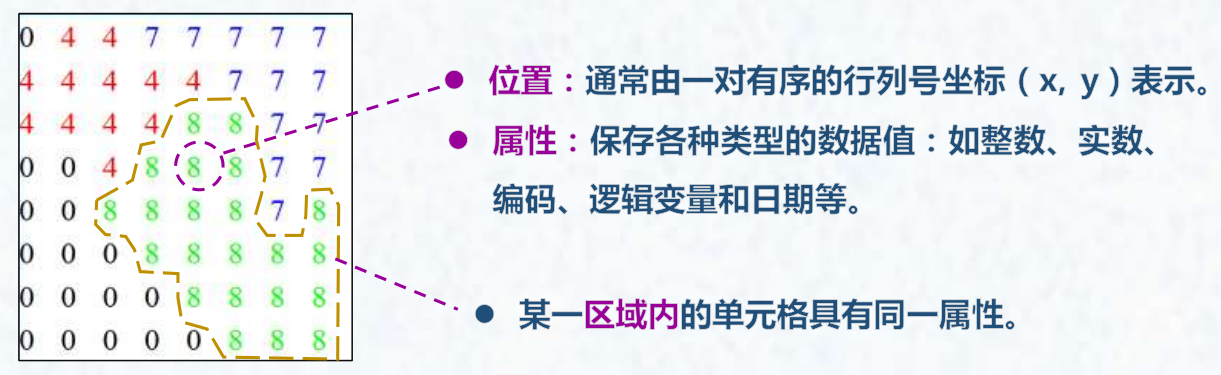 0 4 4 7 7 7 7 7
4 4 4 4 4 7 7 7
4 4 4 4 8 8 7 7
0 0 4 8 8 8 7 7
0 0 8 8 8 8 7 8
0 0 0 8 8 8 8 8
0 0 0 0 8 8 8 8
0 0 0 0 0 8 8 8
● 位置：通常由一对有序的行列号坐标（x, y）表示。
● 属性：保存各种类型的数据值：如整数、实数、
编码、逻辑变量和日期等。
● 某一区域内的单元格具有同一属性。